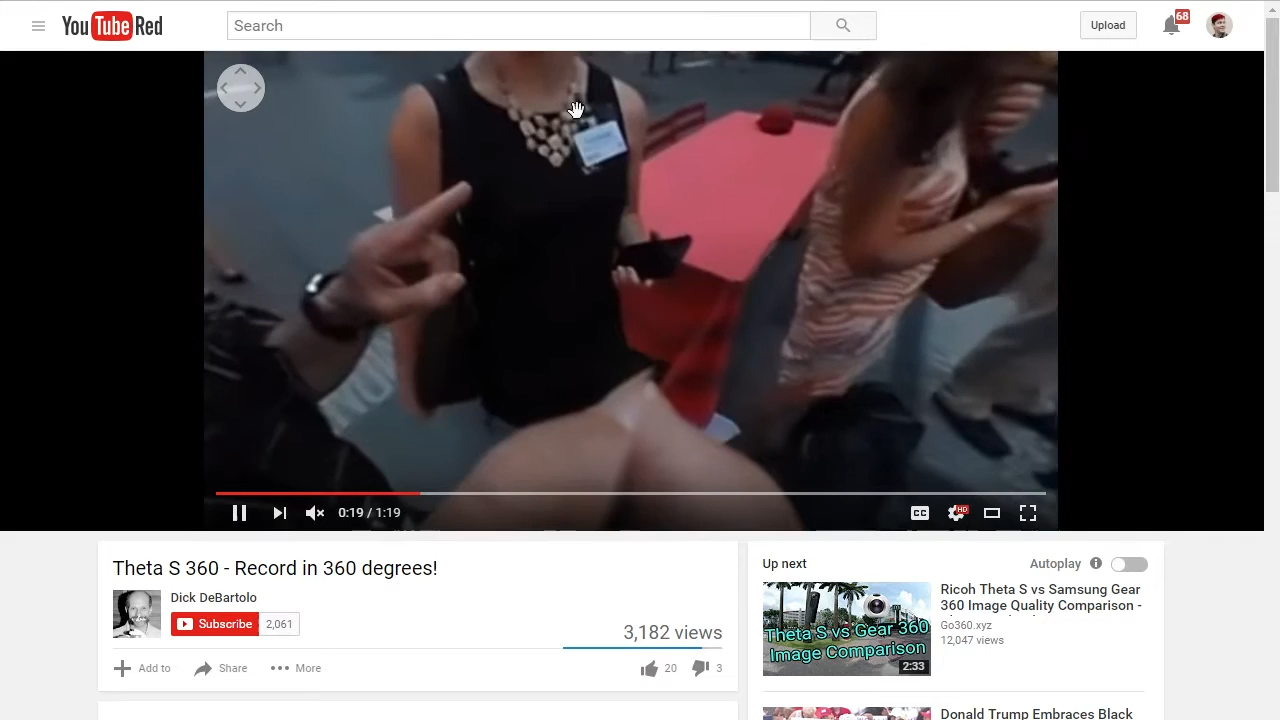 YouTube Red
Search
Upload
68
0:19 / 1:19
CC
HD
Theta S 360 - Record in 360 degrees!
Dick DeBartolo
Subscribe 2,061
3,182 views
Add to
Share
More
20
3
Up next
Autoplay
Theta S vs Gear 360
Image Comparison
2:33
Ricoh Theta S vs Samsung Gear
360 Image Quality Comparison -
Go360.xyz
12,047 views
Donald Trump Embraces Black